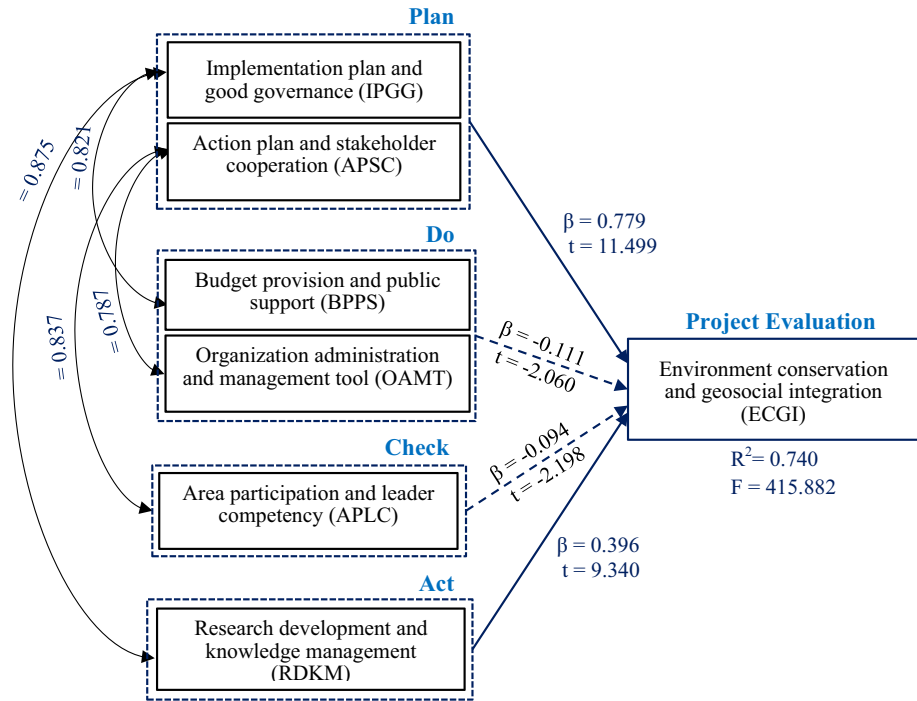 Plan
Implementation plan and
good governance (IPGG)
Action plan and stakeholder
cooperation (APSC)
= 0.875
= 0.821
= 0.837
= 0.787
Do
Budget provision and public
support (BPPS)
Organization administration
and management tool (OAMT)
Check
Area participation and leader
competency (APLC)
Act
Research development and
knowledge management
(RDKM)
β = 0.779
t = 11.499
β = -0.111
t = -2.060
β = -0.094
t = -2.198
β = 0.396
t = 9.340
Project Evaluation
Environment conservation
and geosocial integration
(ECGI)
R²= 0.740
F = 415.882